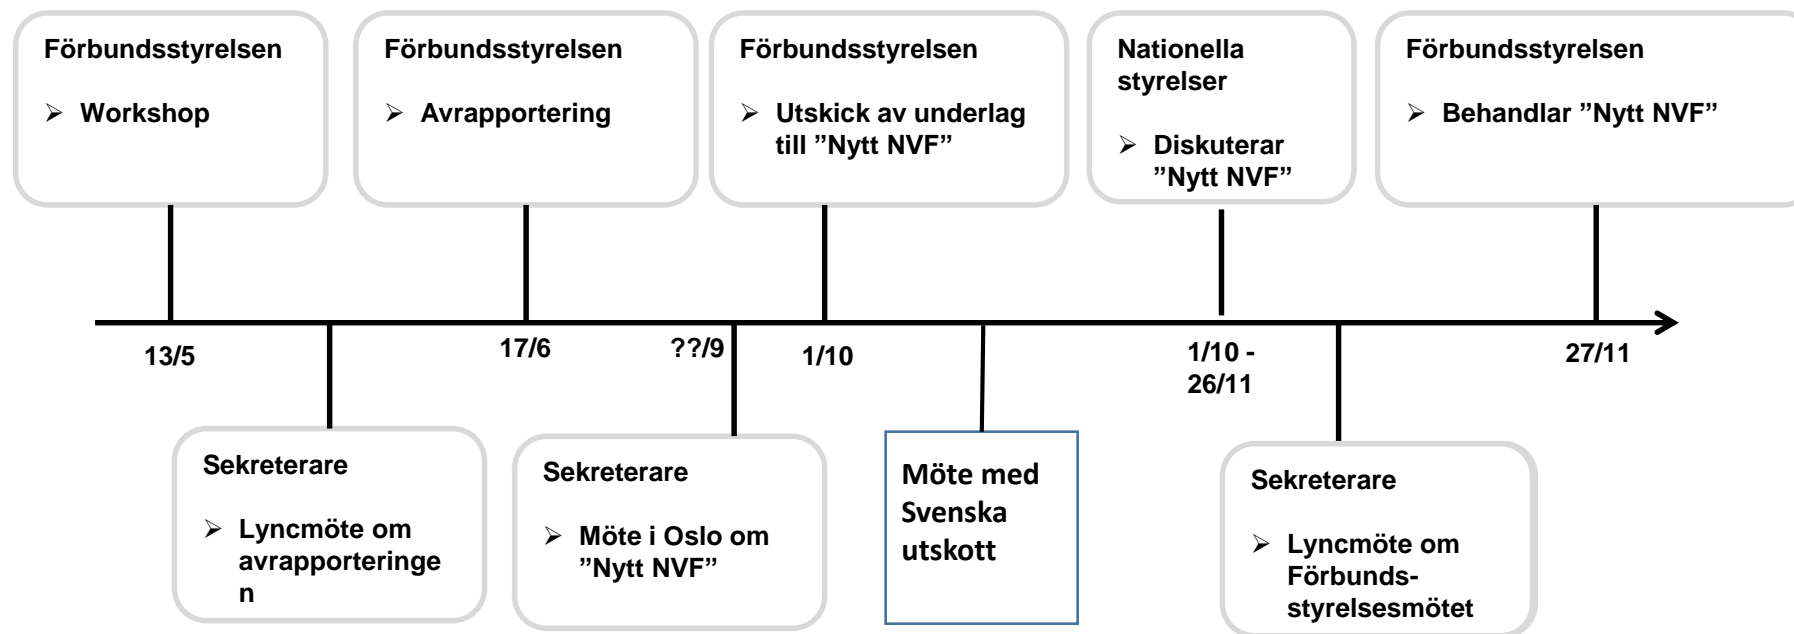 Förbundsstyrelsen
➢ Workshop
Förbundsstyrelsen
➢ Avrapportering
Förbundsstyrelsen
➢ Utskick av underlag
till ”Nytt NVF”
Nationella
styrelser
➢ Diskuterar
”Nytt NVF”
Förbundsstyrelsen
➢ Behandlar ”Nytt NVF”
13/5
17/6
??/9
1/10
1/10 -
26/11
27/11
Sekreterare
➢ Lyncmöte om
avrapporteringe
n
Sekreterare
➢ Möte i Oslo om
”Nytt NVF”
Möte med
Svenska
utskott
Sekreterare
➢ Lyncmöte om
Förbunds-
styrelsesmötet